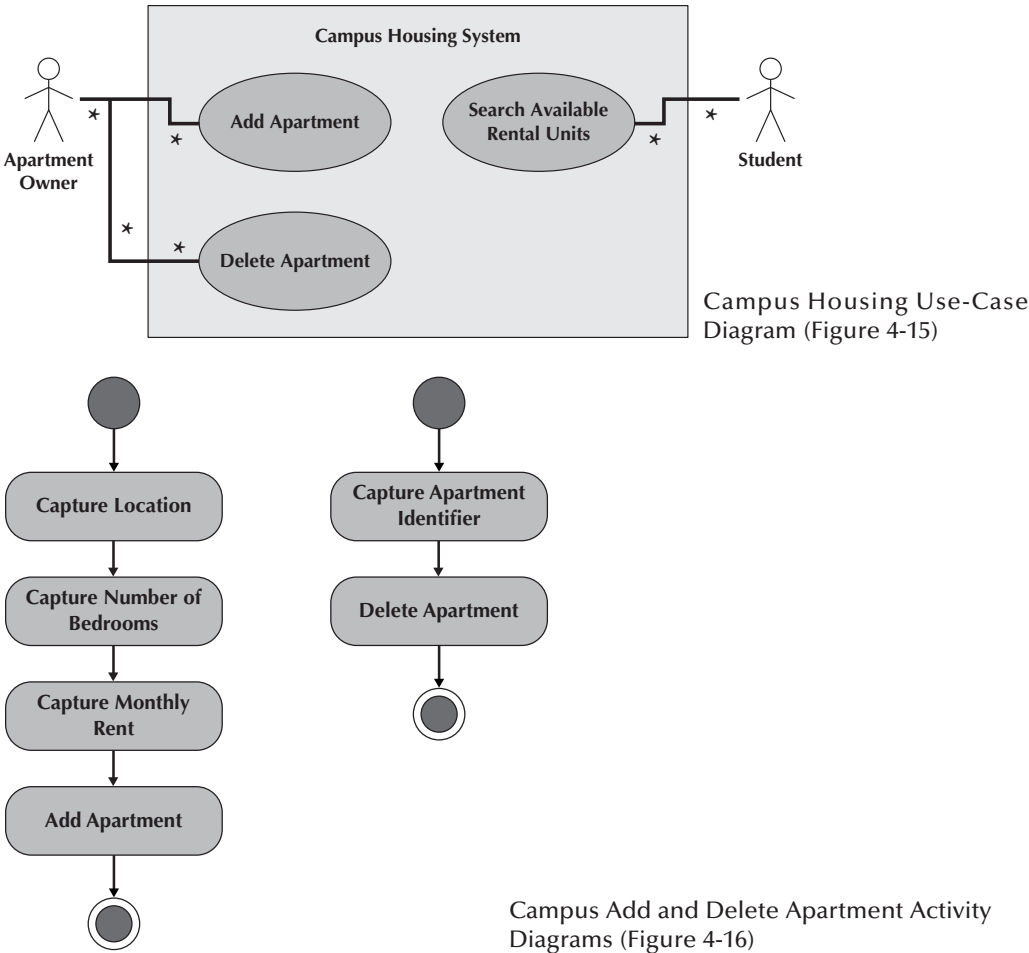 Campus Housing System
Apartment
Owner
*
*
Add Apartment
Search Available
Rental Units
*
*
Student
*
*
Delete Apartment
Campus Housing Use-Case
Diagram (Figure 4-15)
Capture Location
Capture Number of
Bedrooms
Capture Monthly
Rent
Add Apartment
Capture Apartment
Identifier
Delete Apartment
Campus Add and Delete Apartment Activity
Diagrams (Figure 4-16)